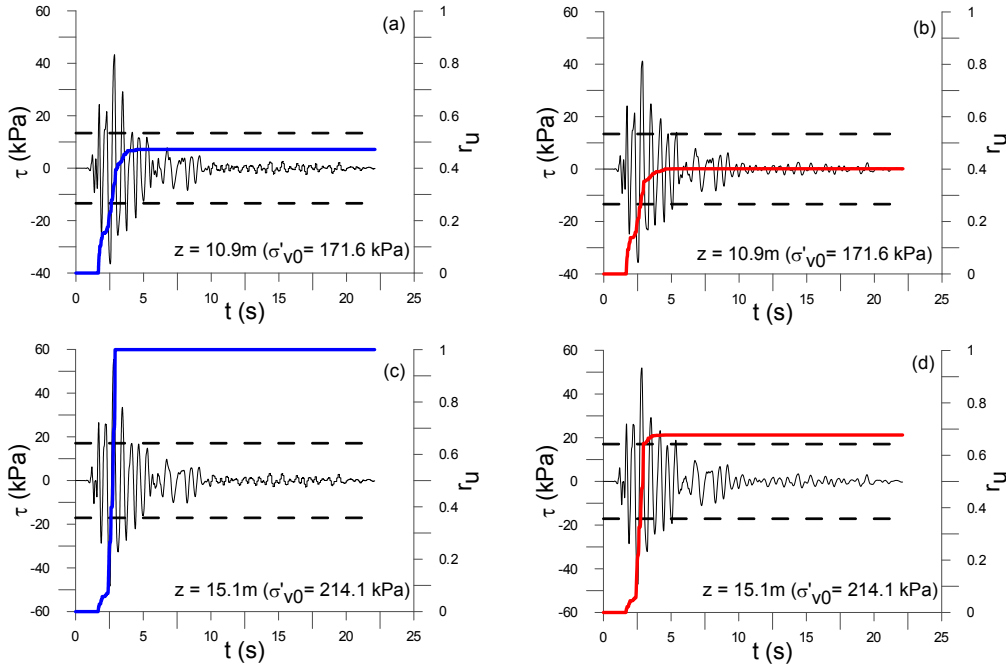 60
40
20
0
-20
-40
τ (kPa)
(a)
1
0.8
0.6
0.4
0.2
0
r_u
z = 10.9m (σ'v0= 171.6 kPa)
0 5 10 15 20 25
t (s)
60
40
20
0
-20
-40
τ (kPa)
(b)
1
0.8
0.6
0.4
0.2
0
r_u
z = 10.9m (σ'v0= 171.6 kPa)
0 5 10 15 20 25
t (s)
60
40
20
0
-20
-40
-60
τ (kPa)
(c)
1
0.8
0.6
0.4
0.2
0
r_u
z = 15.1m (σ'v0= 214.1 kPa)
0 5 10 15 20 25
t (s)
60
40
20
0
-20
-40
-60
τ (kPa)
(d)
1
0.8
0.6
0.4
0.2
0
r_u
z = 15.1m (σ'v0= 214.1 kPa)
0 5 10 15 20 25
t (s)